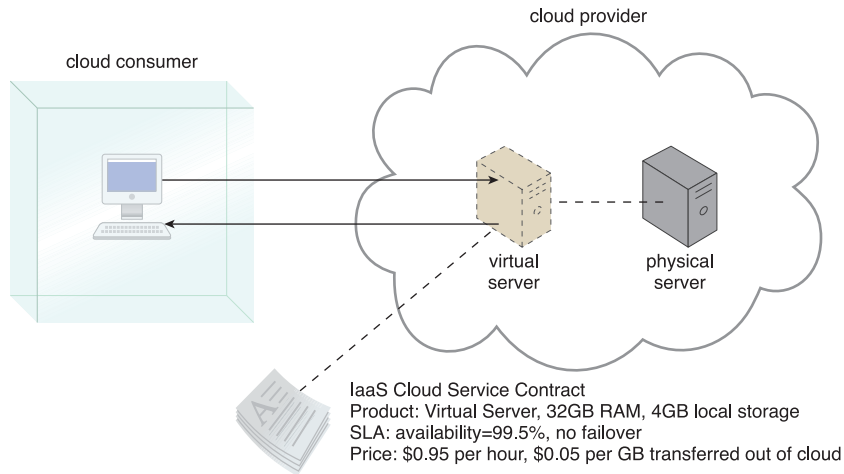 cloud provider
cloud consumer
virtual
server
physical
server
A
IaaS Cloud Service Contract
Product: Virtual Server, 32GB RAM, 4GB local storage
SLA: availability=99.5%, no failover
Price: $0.95 per hour, $0.05 per GB transferred out of cloud